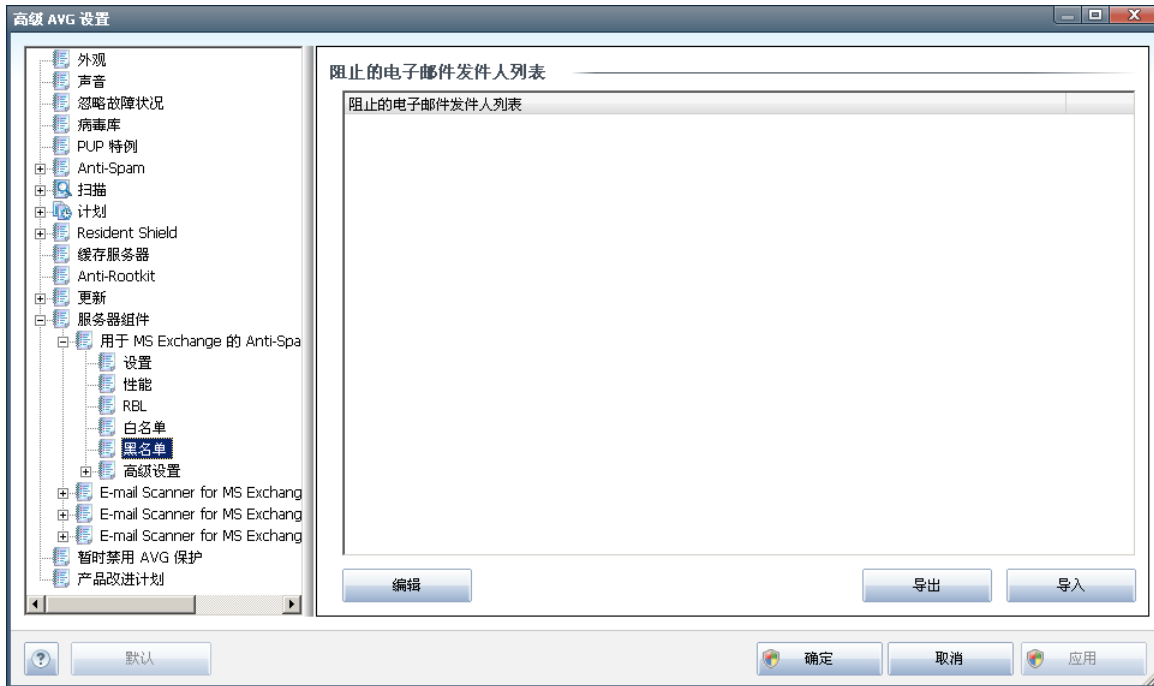 高级 AVG 设置
外观
声音
忽略故障状况
病毒库
PUP 特例
Anti-Spam
扫描
计划
Resident Shield
缓存服务器
Anti-Rootkit
更新
服务器组件
用于 MS Exchange 的 Anti-Spa
设置
性能
RBL
白名单
黑名单
高级设置
E-mail Scanner for MS Exchang
E-mail Scanner for MS Exchang
E-mail Scanner for MS Exchang
暂时禁用 AVG 保护
产品改进计划
阻止的电子邮件发件人列表
阻止的电子邮件发件人列表
编辑
导出
导入
默认
确定
取消
应用